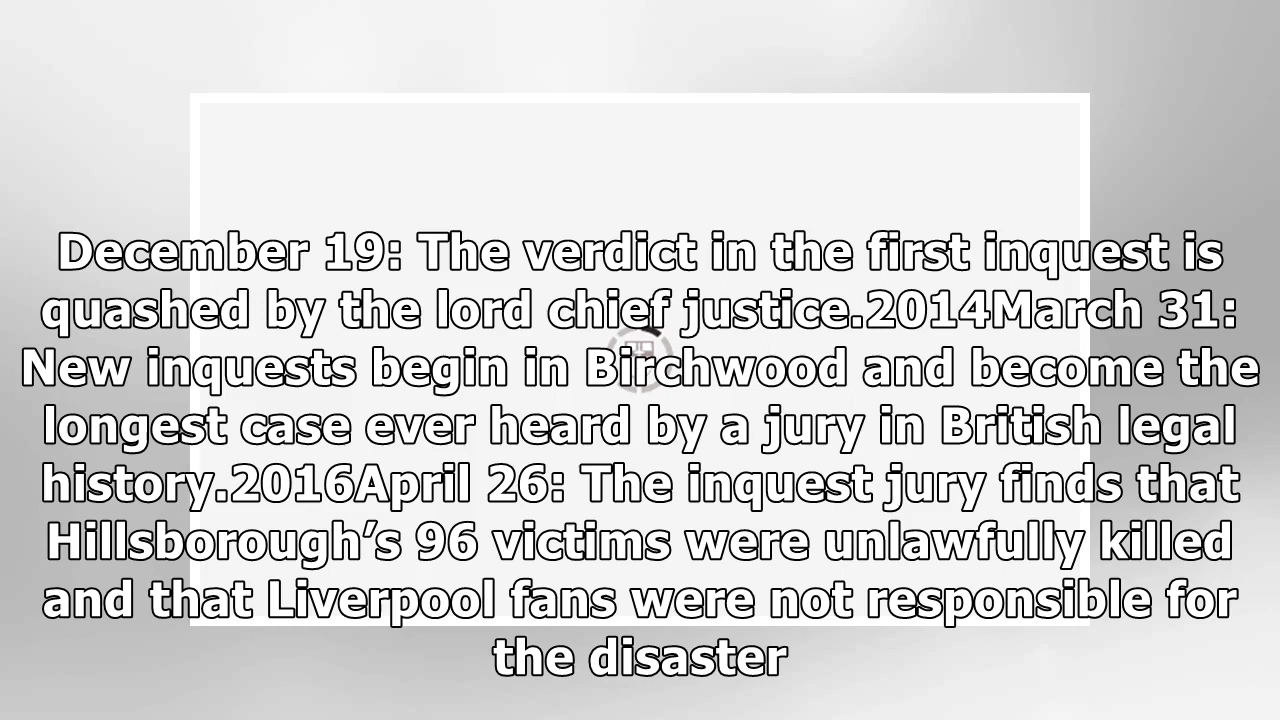 December 19: The verdict in the first inquest is
quashed by the lord chief justice.2014March 31:
New inquests begin in Birchwood and become the
longest case ever heard by a jury in British legal
history.2016April 26: The inquest jury finds that
Hillsborough’s 96 victims were unlawfully killed
and that Liverpool fans were not responsible for
the disaster